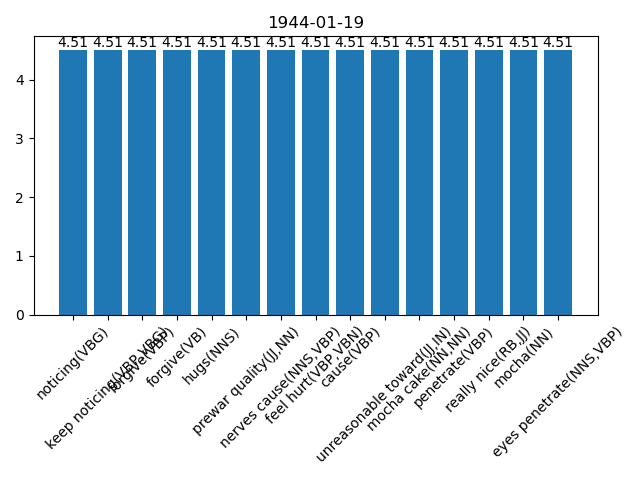 1944-01-19
4.51 4.51 4.51 4.51 4.51 4.51 4.51 4.51 4.51 4.51 4.51 4.51 4.51 4.51 4.51
4
3
2
1
0
noticing(VBG)
keep noticing(VBP,VBG)
forgive(VBP)
forgive(VB)
hugs(NNS)
prewar quality(JJ,NN)
nerves cause(NNS,VBP)
feel hurt(VBP,VBN)
cause(VBP)
unreasonable toward(JJ,IN)
mocha cake(NN,NN)
penetrate(VBP)
really nice(RB,JJ)
mocha(NN)
eyes penetrate(NNS,VBP)